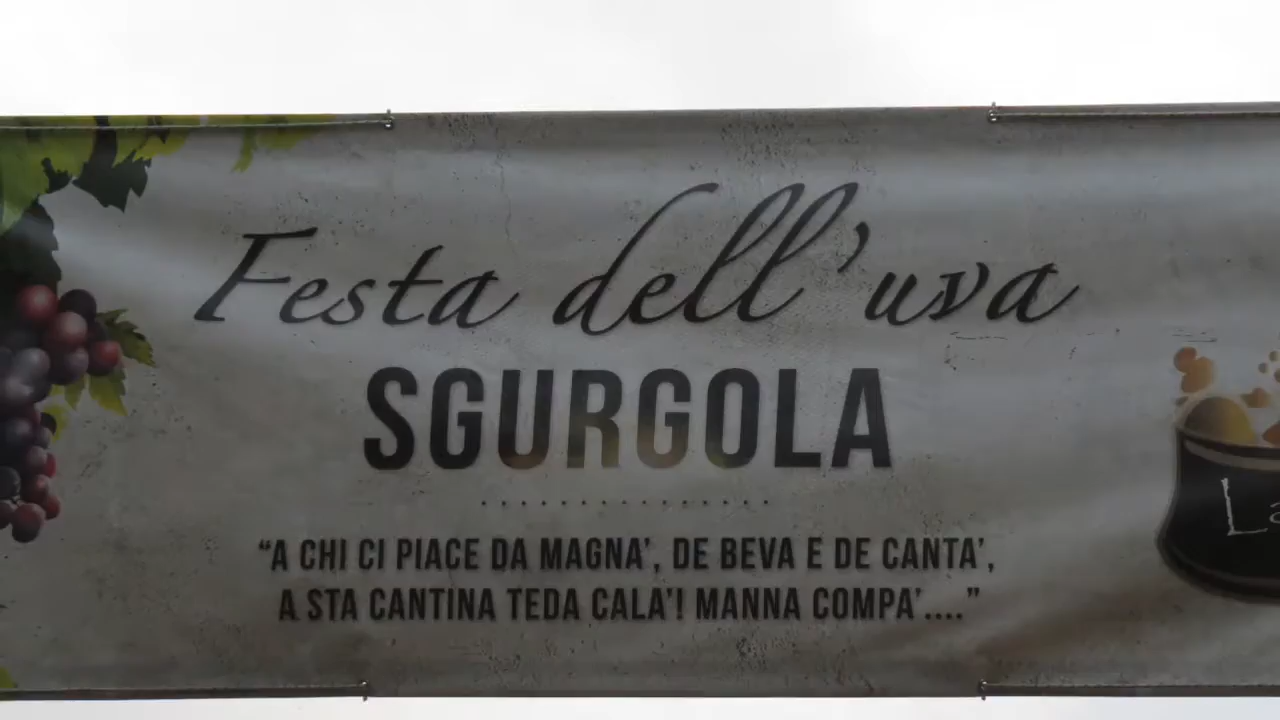 Festa dell'uva
SGURGOLA
“A CHI CI PIACE DA MAGNA’, DE BEVA E DE CANTA’,
A STA CANTINA TEDA CALA’! MANNA COMPA’....”